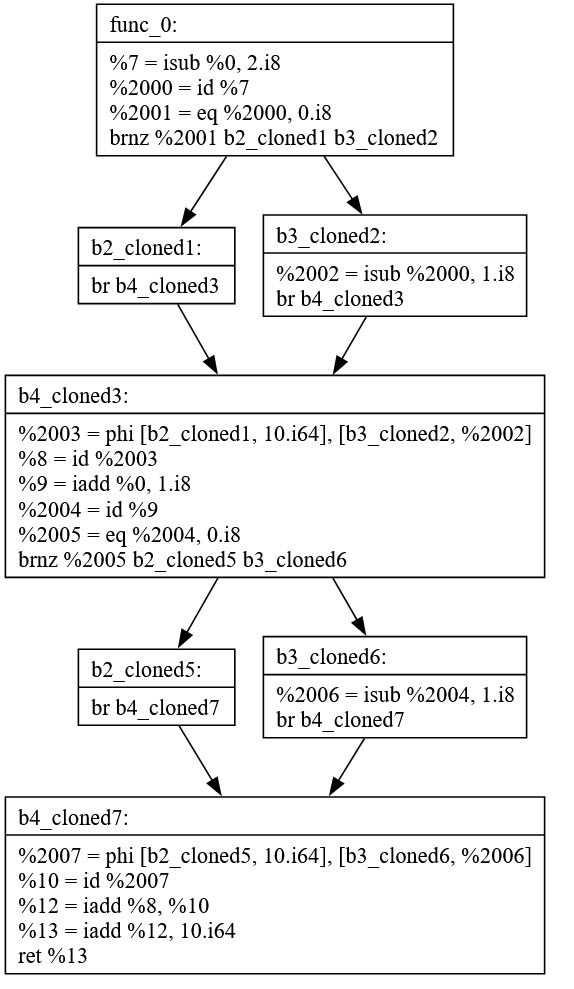 func_0:
%7 = isub %0, 2.i8
%2000 = id %7
%2001 = eq %2000, 0.i8
brnz %2001 b2_cloned1 b3_cloned2
b2_cloned1:
br b4_cloned3
b3_cloned2:
%2002 = isub %2000, 1.i8
br b4_cloned3
b4_cloned3:
%2003 = phi [b2_cloned1, 10.i64], [b3_cloned2, %2002]
%8 = id %2003
%9 = iadd %0, 1.i8
%2004 = id %9
%2005 = eq %2004, 0.i8
brnz %2005 b2_cloned5 b3_cloned6
b2_cloned5:
br b4_cloned7
b3_cloned6:
%2006 = isub %2004, 1.i8
br b4_cloned7
b4_cloned7:
%2007 = phi [b2_cloned5, 10.i64], [b3_cloned6, %2006]
%10 = id %2007
%12 = iadd %8, %10
%13 = iadd %12, 10.i64
ret %13